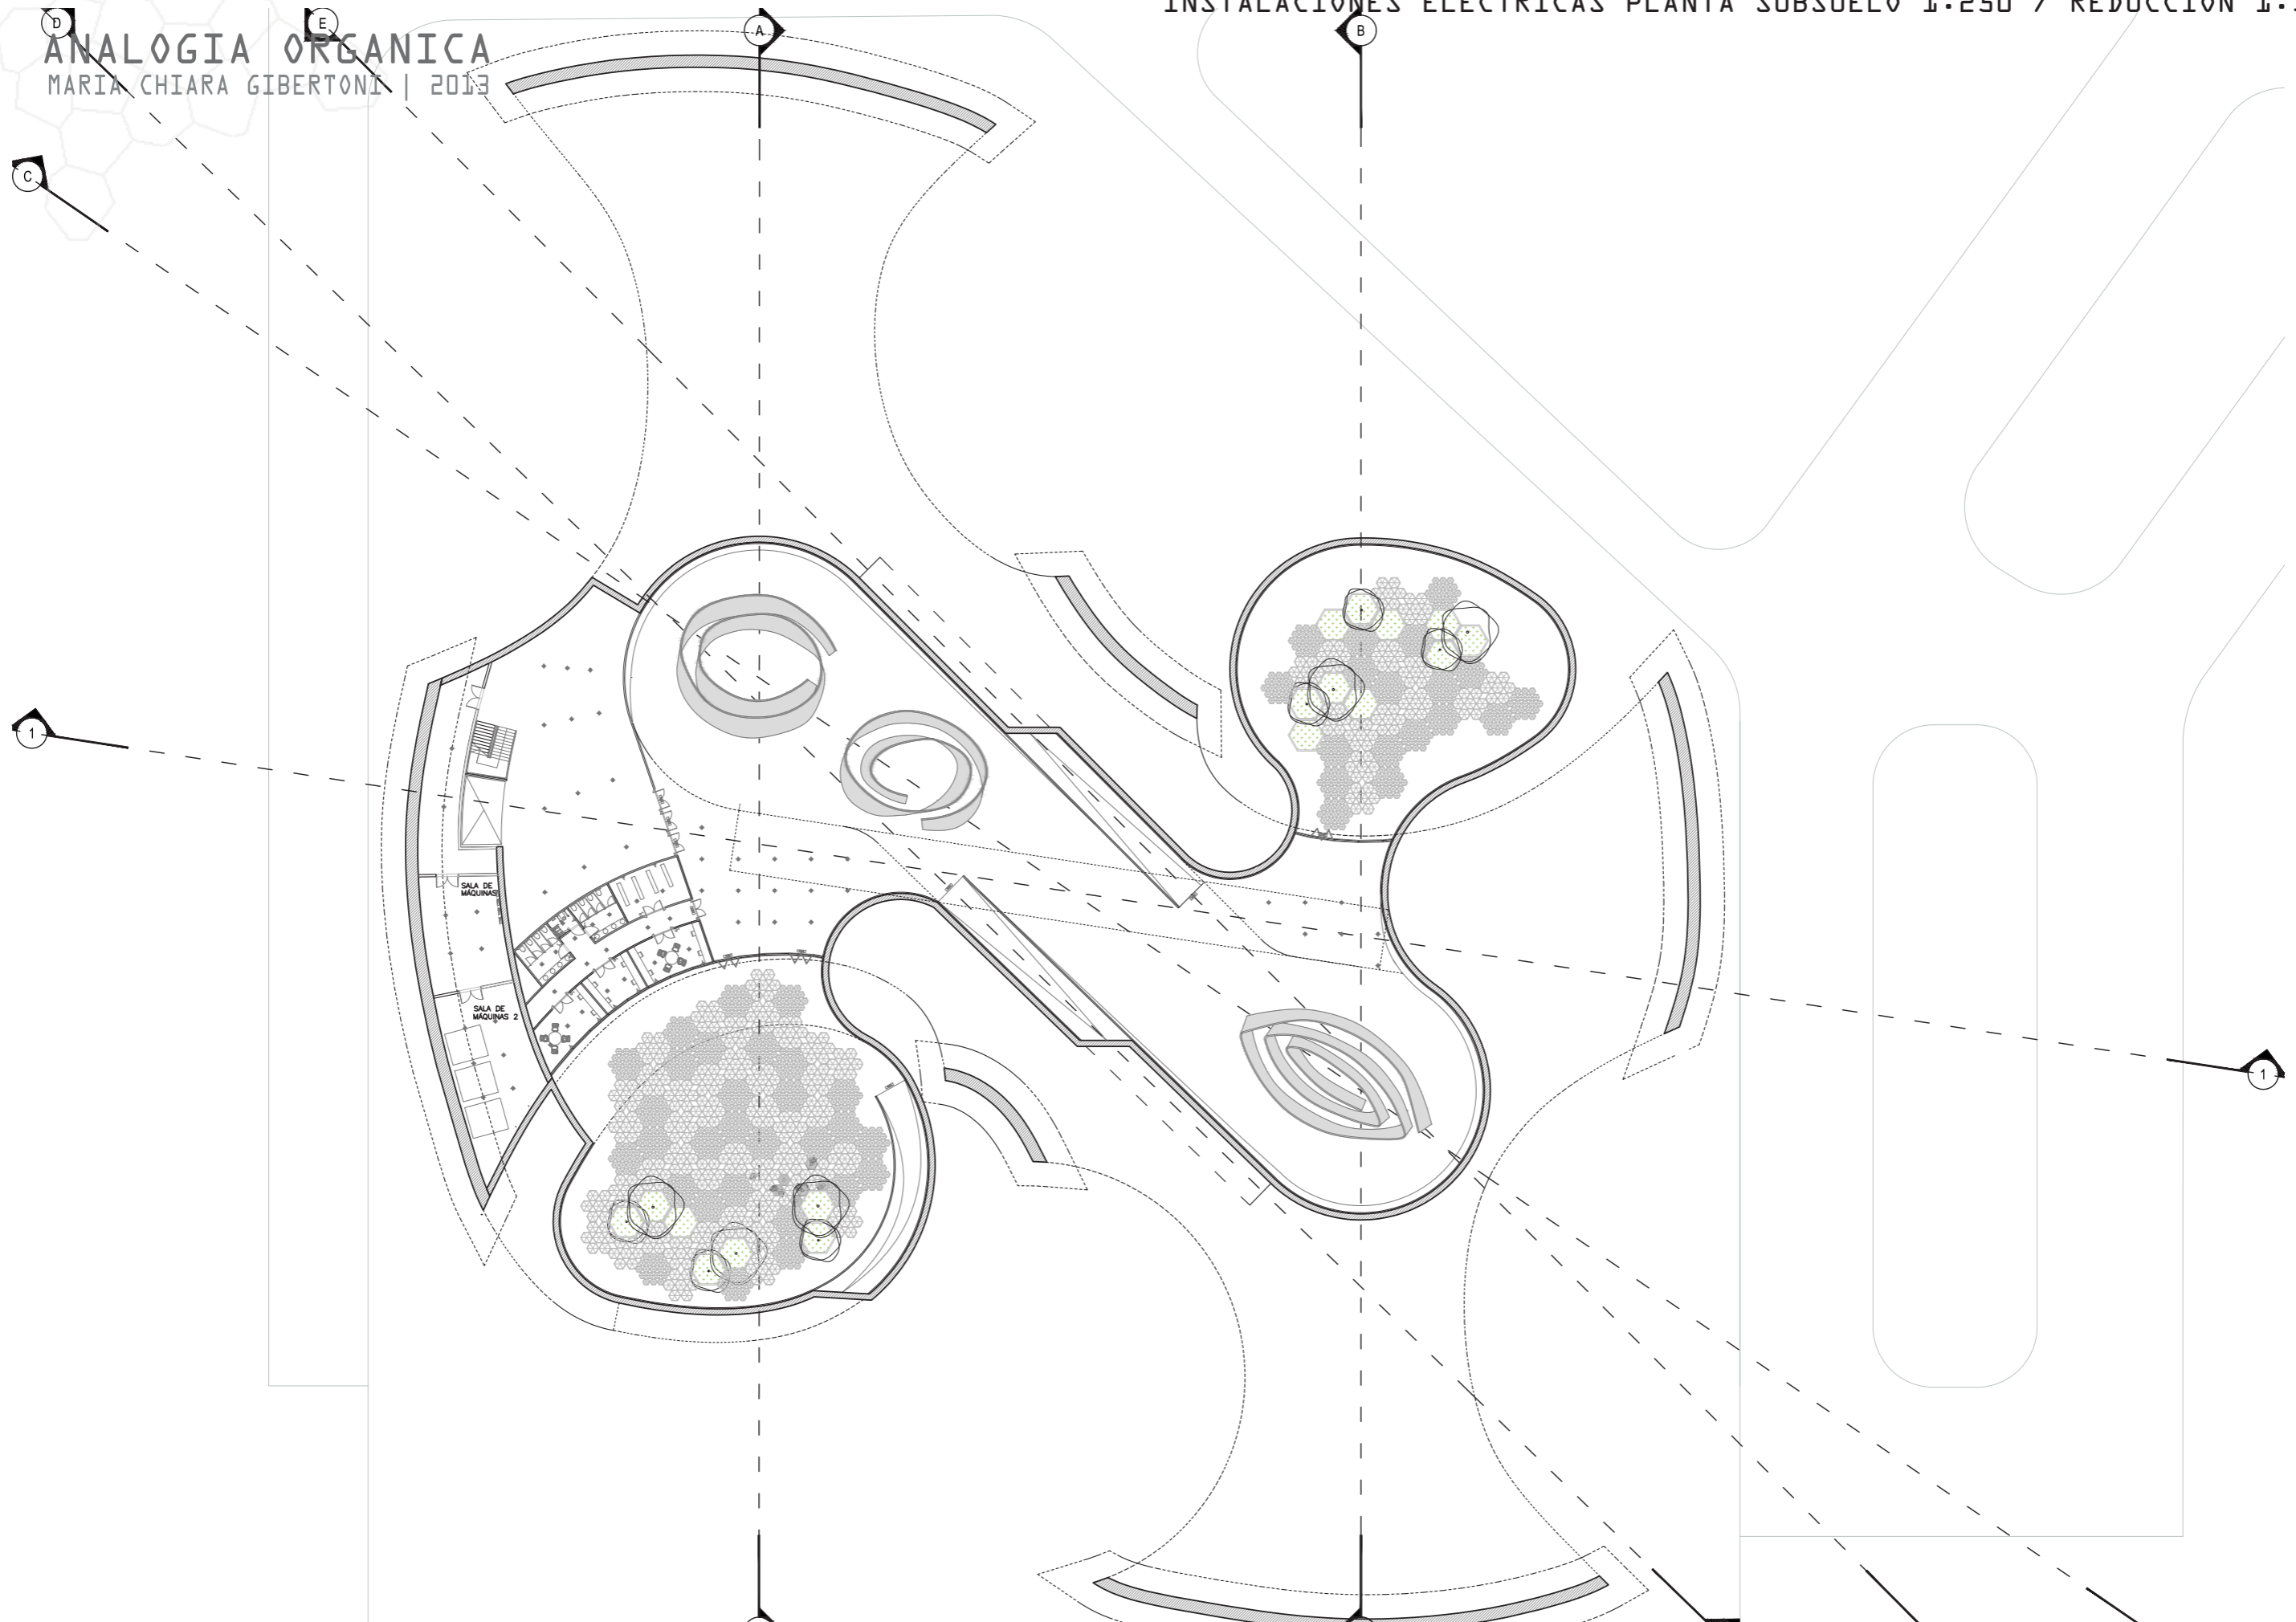 INSTALACIONES ELECTRICAS PLANTA SUBSUELO 1:250 / REDUCCION
D
E
A
B
ANALOGIA ORGANICA
MARIA CHIARA GIBERTONI | 2013
C
1
SALA DE
MÁQUINAS
SALA DE
MÁQUINAS 2
1